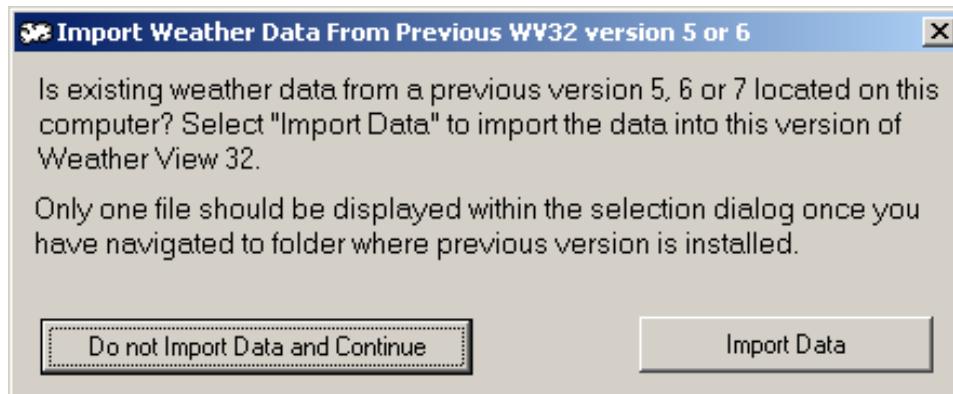 Import Weather Data From Previous WV32 version 5 or 6
Is existing weather data from a previous version 5, 6 or 7 located on this
computer? Select "Import Data" to import the data into this version of
Weather View 32.
Only one file should be displayed within the selection dialog once you
have navigated to folder where previous version is installed.
Do not Import Data and Continue
Import Data